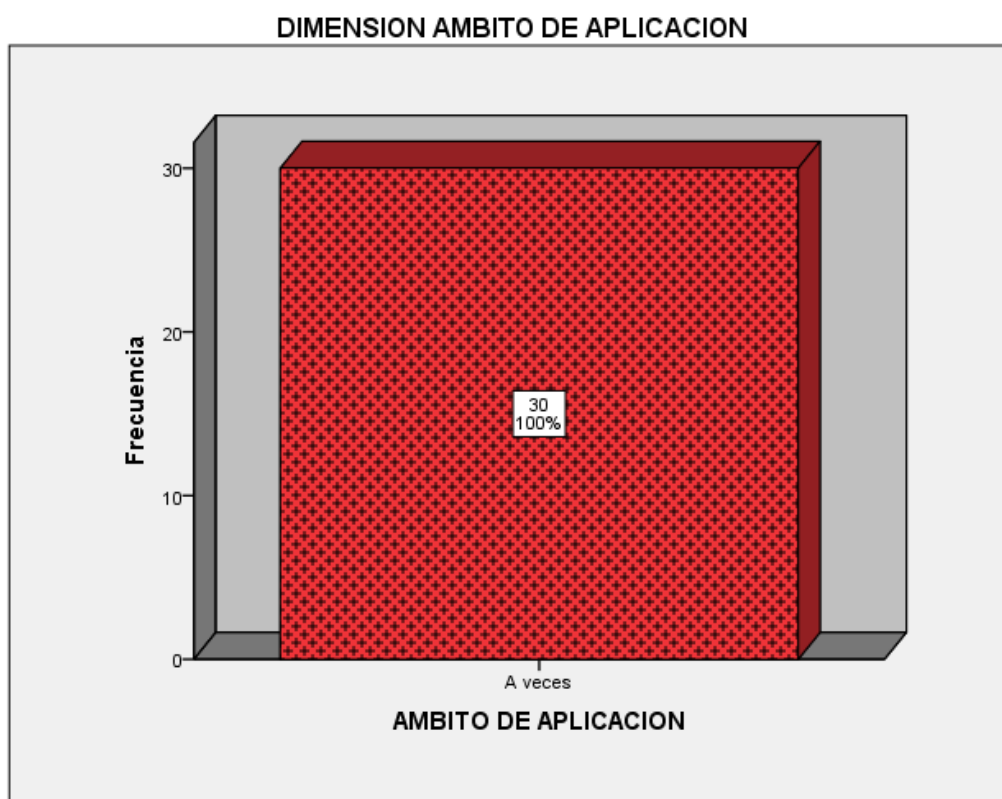 DIMENSION AMBITO DE APLICACION
30
20
10
0
Frecuencia
30
100%
A veces
AMBITO DE APLICACION